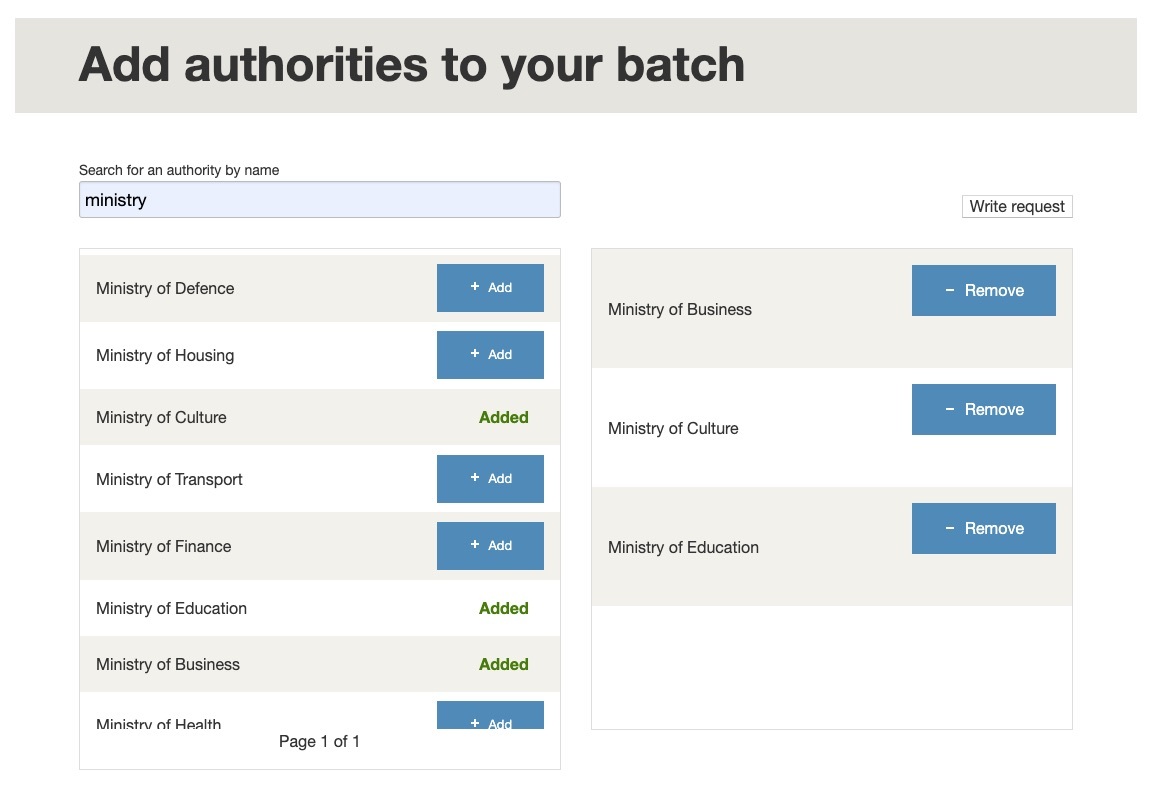 Add authorities to your batch
Search for an authority by name
ministry
Write request
Ministry of Defence + Add
Ministry of Housing + Add
Ministry of Culture Added
Ministry of Transport + Add
Ministry of Finance + Add
Ministry of Education Added
Ministry of Business Added
Ministry of Health + Add
Page 1 of 1
Ministry of Business − Remove
Ministry of Culture − Remove
Ministry of Education − Remove